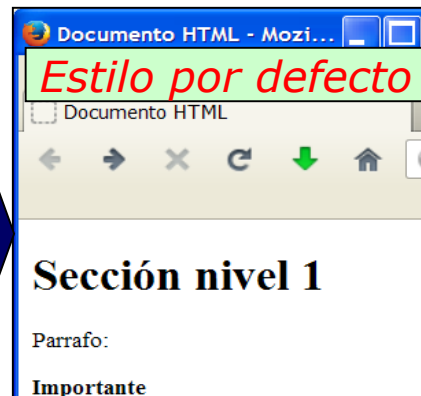 Documento HTML - Mozi...
Estilo por defecto
Documento HTML
Sección nivel 1
Parrafo:
Importante